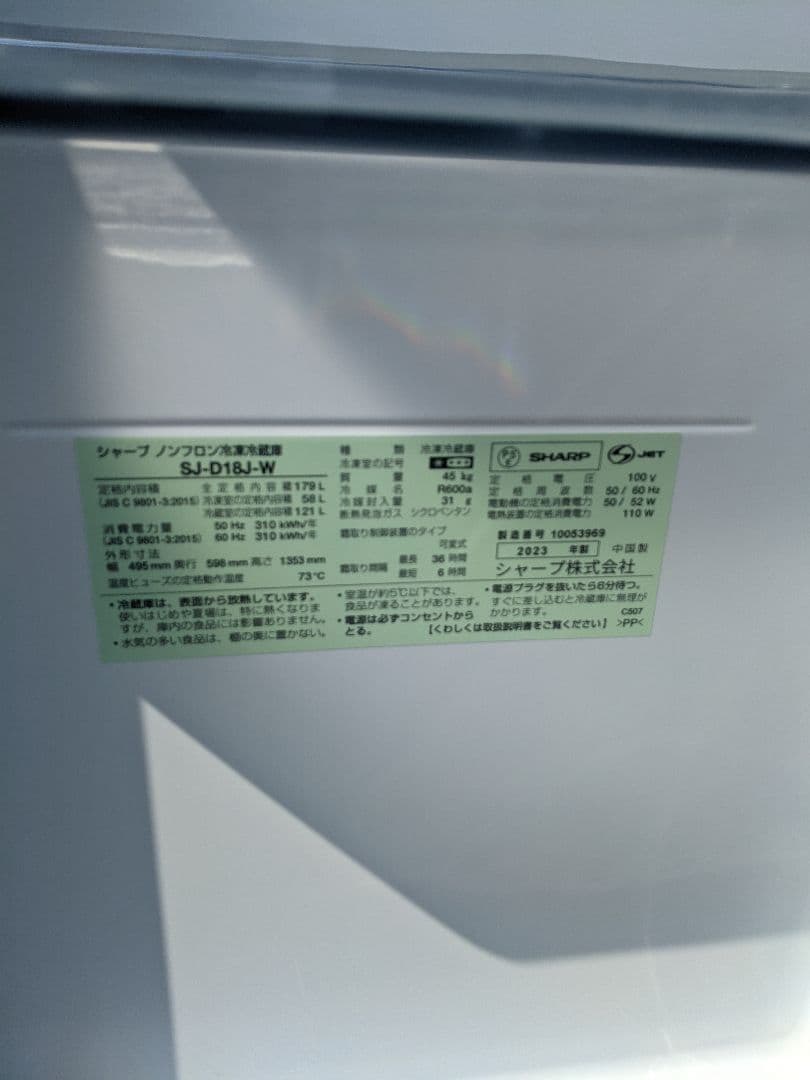 シャープ ノンフロン冷凍冷蔵庫
SJ-D18J-W
定格内容積 全定格内容積 179 L
(JIS C 9801-3:2015) 冷凍室の定格内容積 58 L
冷蔵室の定格内容積 121 L
消費電力量 50 Hz 310 kWh/年
(JIS C 9801-3:2015) 60 Hz 310 kWh/年
外形寸法
幅 495 mm 奥行 598 mm 高さ 1353 mm
温度ヒューズの定格動作温度 73℃
種類 冷凍冷蔵庫
冷凍室の記号
質量 45 kg
冷媒名 R600a
冷媒封入量 31 g
断熱発泡ガス シクロペンタン
霜取り制御装置のタイプ
可変式
霜取り間隔 最長 36 時間
最短 6 時間
PS E SHARP S JET
定格電圧 100 V
定格周波数 50/60 Hz
電動機の定格消費電力 50/52 W
電熱装置の定格消費電力 110 W
製造番号 10053969
2023 年製 中国製
シャープ株式会社
・冷蔵庫は、表面から放熱しています。
使いはじめや夏場は、特に熱くなりま
すが、庫内の食品には影響ありません。
・水気の多い食品は、棚の奥に置かない。
・室温が約5℃以下では、
食品が凍ることがあります。
・電源は必ずコンセントから
とる。
・電源プラグを抜いたら6分待つ。
すぐに差し込むと冷蔵庫に無理が
かかります。 C507
【くわしくは取扱説明書をご覧ください】 >PP<